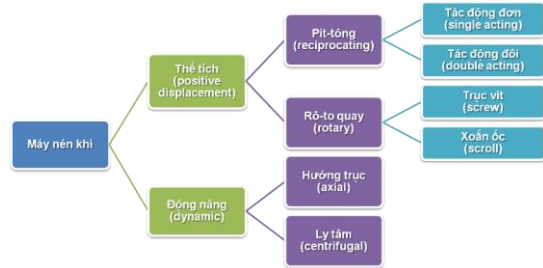 Máy nén khí
Thể tích
(positive
displacement)
Động năng
(dynamic)
Pít-tông
(reciprocating)
Rô-to quay
(rotary)
Hướng trục
(axial)
Ly tâm
(centrifugal)
Tác động đơn
(single acting)
Tác động đôi
(double acting)
Trục vít
(screw)
Xoắn ốc
(scroll)